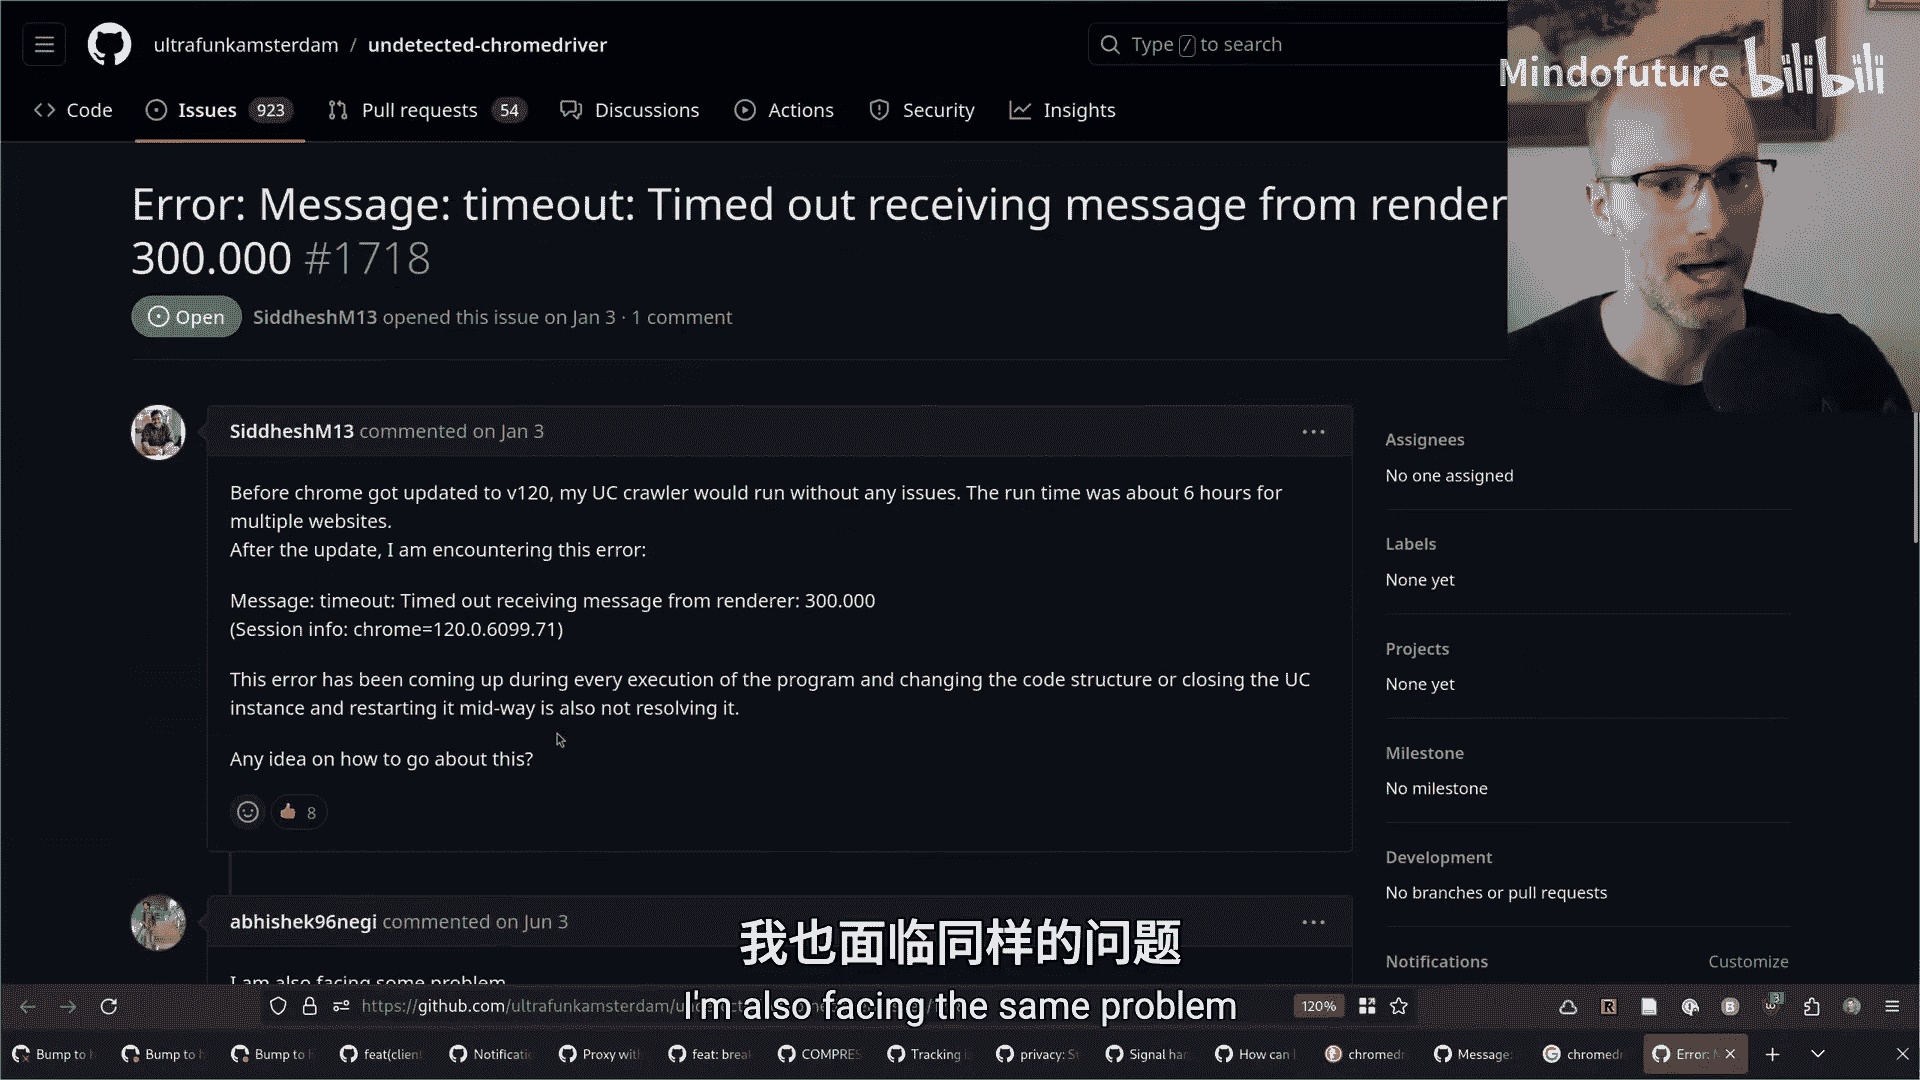 ultrafunkamsterdam / undetected-chromedriver
Type / to search
Mindofuture bilibili
Code
Issues 923
Pull requests 54
Discussions
Actions
Security
Insights
Error: Message: timeout: Timed out receiving message from render
300.000 #1718
Open
SiddheshM13 opened this issue on Jan 3 · 1 comment
SiddheshM13 commented on Jan 3
Before chrome got updated to v120, my UC crawler would run without any issues. The run time was about 6 hours for
multiple websites.
After the update, I am encountering this error:
Message: timeout: Timed out receiving message from renderer: 300.000
(Session info: chrome=120.0.6099.71)
This error has been coming up during every execution of the program and changing the code structure or closing the UC
instance and restarting it mid-way is also not resolving it.
Any idea on how to go about this?
8
Assignees
No one assigned
Labels
None yet
Projects
None yet
Milestone
No milestone
Development
No branches or pull requests
Notifications
Customize
abhishek96negi commented on Jun 3
I am also facing some problem
我也面临同样的问题
I'm also facing the same problem
https://github.com/ultrafunkamsterdam/
120%
Bump to
Bump to
Bump to
feat(client
Notificati
Proxy wit
feat: brea
COMPRES
Tracking
privacy: S
Signal ha
How can
chromed
Message:
chromed
Error: